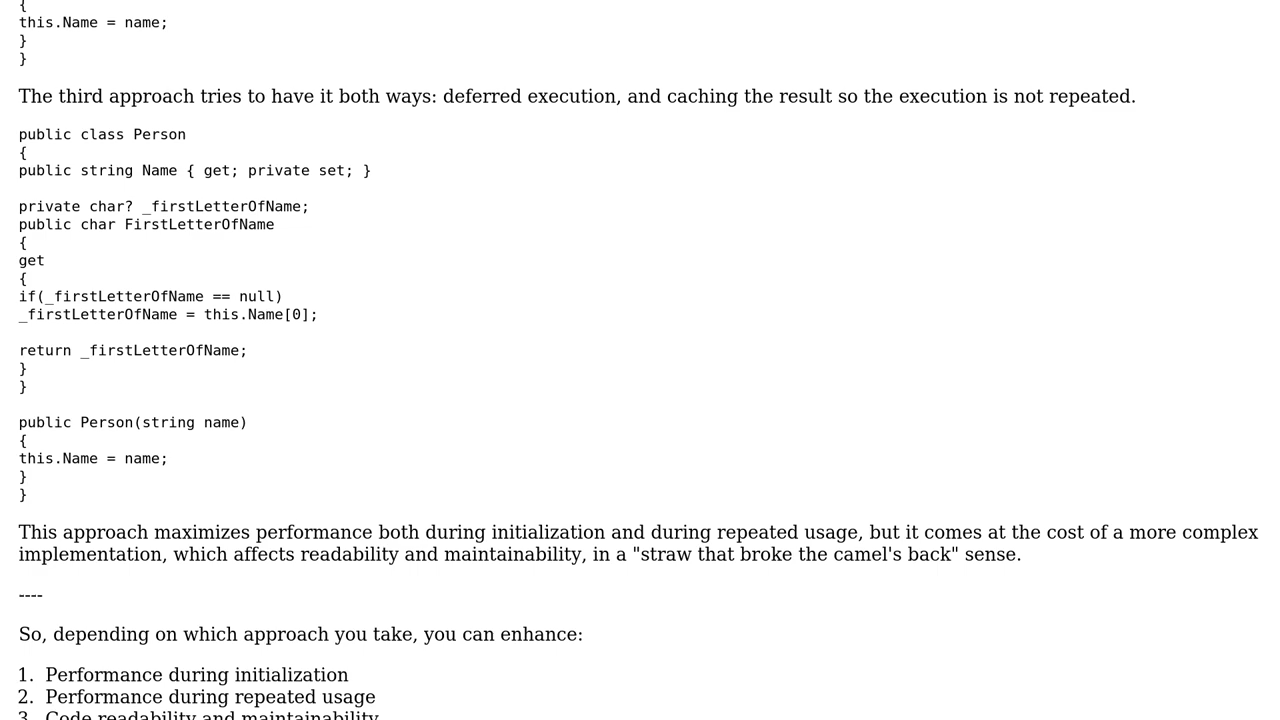 {
this.Name = name;
}
}
The third approach tries to have it both ways: deferred execution, and caching the result so the execution is not repeated.
public class Person
{
public string Name { get; private set; }
private char? _firstLetterOfName;
public char FirstLetterOfName
{
get
{
if(_firstLetterOfName == null)
_firstLetterOfName = this.Name[0];
return _firstLetterOfName;
}
}
public Person(string name)
{
this.Name = name;
}
}
This approach maximizes performance both during initialization and during repeated usage, but it comes at the cost of a more complex
implementation, which affects readability and maintainability, in a "straw that broke the camel's back" sense.
----
So, depending on which approach you take, you can enhance:
1. Performance during initialization
2. Performance during repeated usage
3. Code readability and maintainability